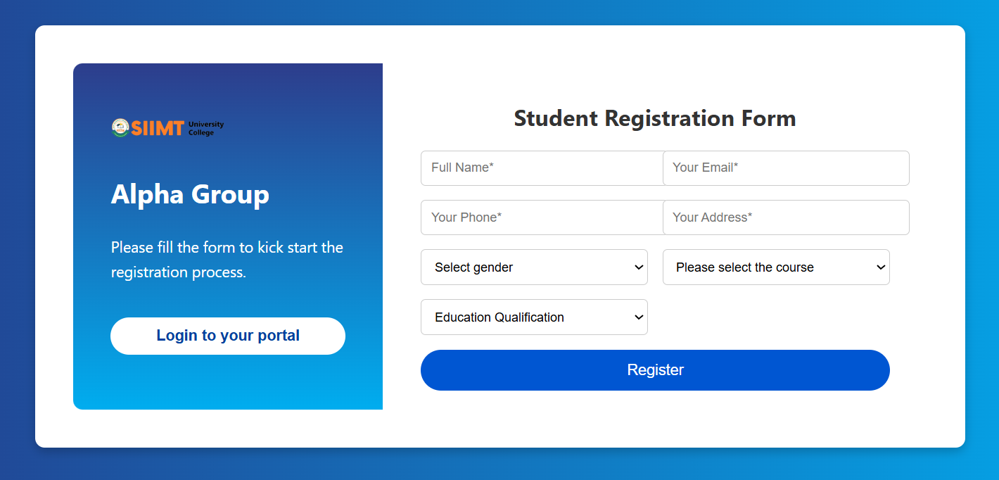 SIIMT University
College
Alpha Group
Please fill the form to kick start the
registration process.
Login to your portal
Student Registration Form
Full Name*
Your Email*
Your Phone*
Your Address*
Select gender
Please select the course
Education Qualification
Register